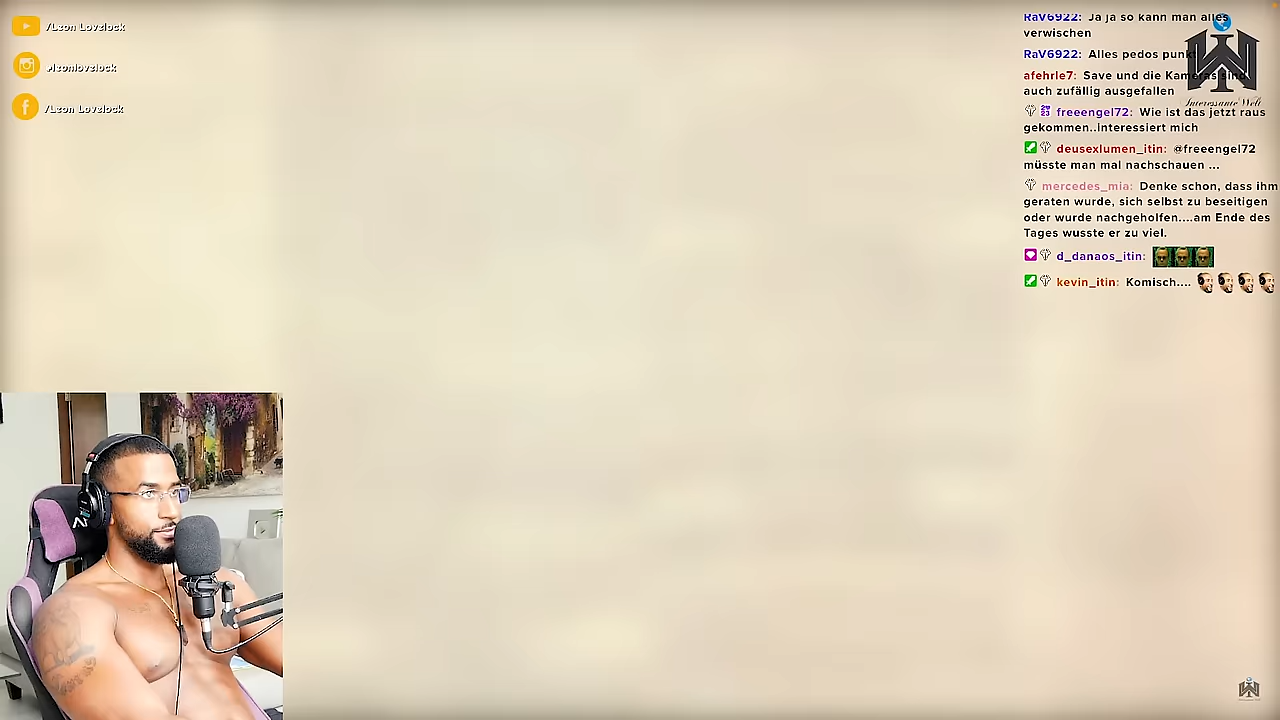 /Leon Lovelock
/leonlovelock
/Leon Lovelock
RaV6922: Ja ja so kann man alles
verwischen
RaV6922: Alles pedos punkt
afehrle7: Save und die Kameras sind
auch zufällig ausgefallen
freeengel72: Wie ist das jetzt raus
gekommen..Interessiert mich
deusexlumen_itin: @freeengel72
müsste man mal nachschauen ...
mercedes_mia: Denke schon, dass ihm
geraten wurde, sich selbst zu beseitigen
oder wurde nachgeholfen....am Ende des
Tages wusste er zu viel.
d_danaos_itin:
kevin_itin: Komisch....
W
Interessante Welt